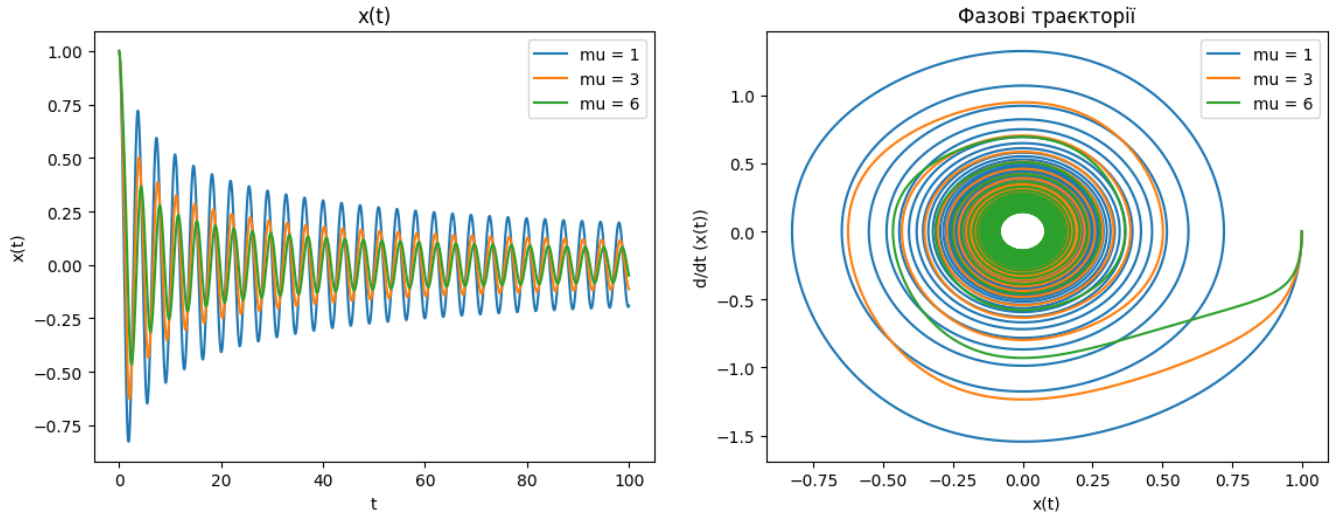 x(t)
x(t)
1.00
0.75
0.50
0.25
0.00
−0.25
−0.50
−0.75
0 20 40 60 80 100
t
mu = 1
mu = 3
mu = 6
Фазові траєкторії
d/dt (x(t))
1.0
0.5
0.0
−0.5
−1.0
−1.5
−0.75 −0.50 −0.25 0.00 0.25 0.50 0.75 1.00
x(t)
mu = 1
mu = 3
mu = 6